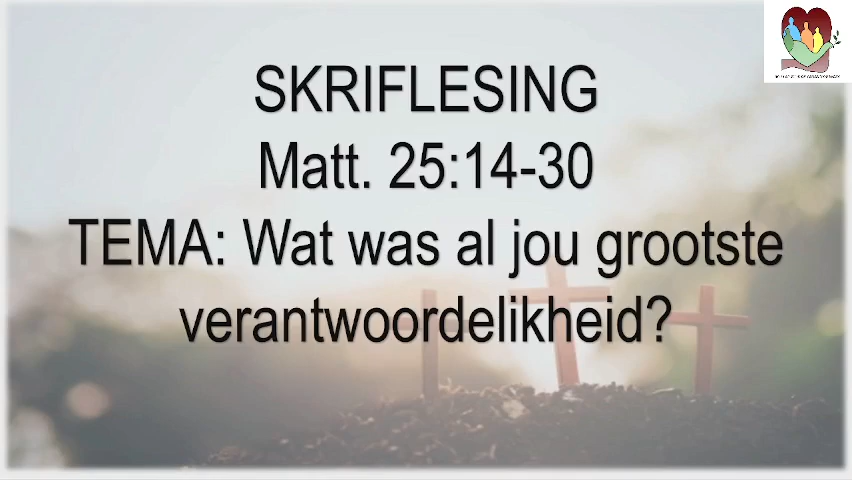 SKRIFLESING
Matt. 25:14-30
TEMA: Wat was al jou grootste
verantwoordelikheid?